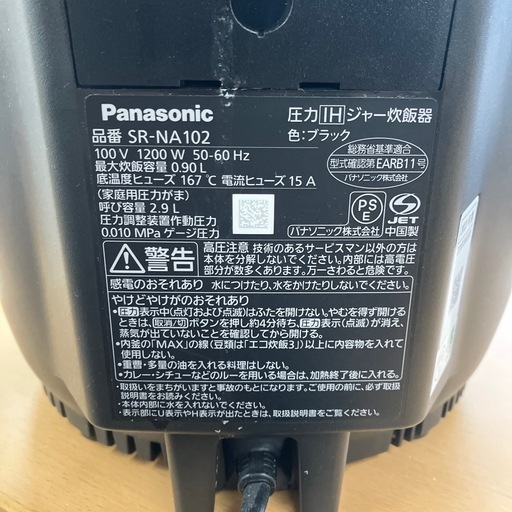 Panasonic 圧力IHジャー炊飯器
品番 SR-NA102 色:ブラック
100 V 1200 W 50-60 Hz
最大炊飯容量 0.90 L
底温度ヒューズ 167 ℃ 電流ヒューズ 15 A
(家庭用圧力がま)
呼び容量 2.9 L
圧力調整装置作動圧力
0.010 MPa ゲージ圧力
総務省基準適合
型式確認第EARB11号
パナソニック株式会社
PS
E
JET
パナソニック株式会社 中国製
警告 高圧注意 技術のあるサービスマン以外の方は
本体を分解しないでください。内部には高電圧
部分が数多くあります。万一さわると危険です。
感電のおそれあり 水につけたり、水をかけたりしないでください。
やけどやけがのおそれあり
・圧力表示中(点灯および点滅)はふたを開けない。やむを得ず開ける
ときは、取消/切ボタンを押し約4分待ち、圧力表示(点滅)が消え、
蒸気が出ていないことを確認してから開ける。
・内釜の「MAX」の線(豆類は「エコ炊飯3」)以上に内容物を入れて
使用しない。
・重曹・多量の油を入れる料理はしない。
・カレー・シチューなどのルーを用いる場合は、加熱終了後に入れる。
・取扱いをまちがいますと事故のもとになります。ご使用の前に、必ず取扱
説明書をお読みください。
・本体内部に水を入れないでください。
・表示部にU表示やH表示が出たときは、取扱説明書をご覧ください。